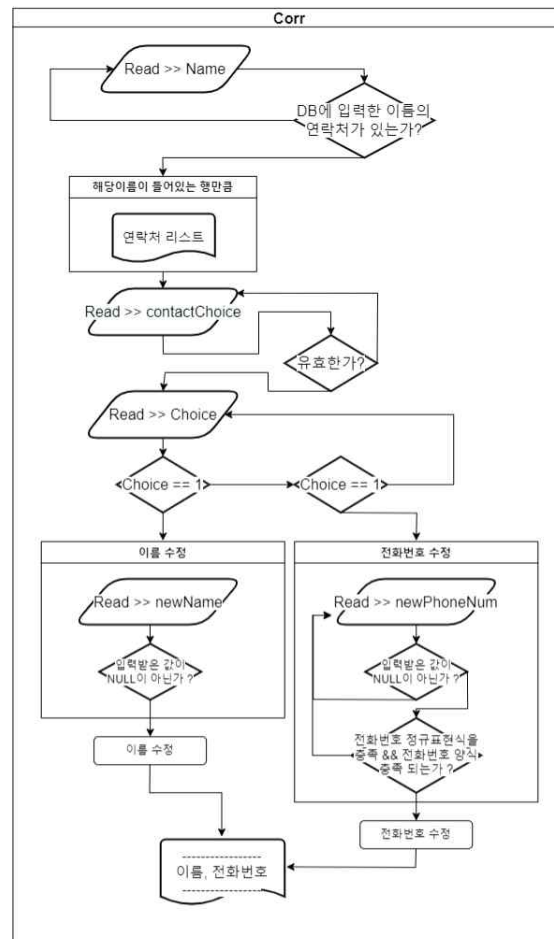 Corr
Read >> Name
DB에 입력한 이름의
연락처가 있는가?
해당이름이 들어있는 행만큼
연락처 리스트
Read >> contactChoice
유효한가?
Read >> Choice
Choice == 1
Choice == 1
이름 수정
전화번호 수정
Read >> newName
Read >> newPhoneNum
입력받은 값이
NULL이 아닌가 ?
입력받은 값이
NULL이 아닌가 ?
전화번호 정규표현식을
충족 && 전화번호 양식
충족 되는가 ?
이름 수정
전화번호 수정
------------------
이름, 전화번호
------------------